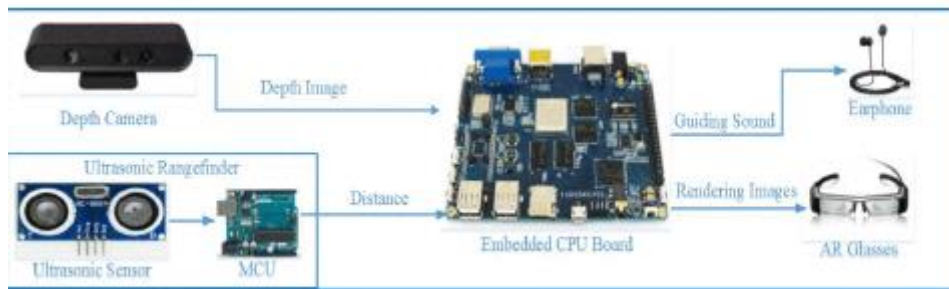 Depth Camera
Depth Image
Ultrasonic Rangefinder
Ultrasonic Sensor
MCU
Distance
Embedded CPU Board
Guiding Sound
Earphone
Rendering Images
AR Glasses